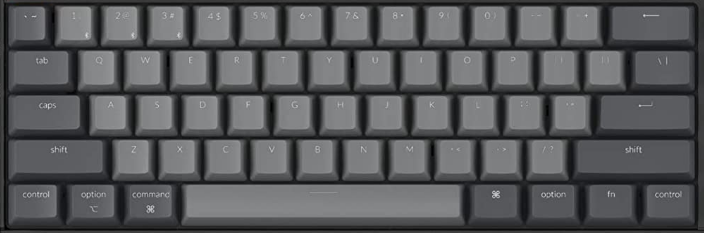 1 2@ 3# 4$ 5% 6^ 7& 8* 9( 0)
tab Q W E R T Y U I O P \ |
caps A S D F G H J K L
shift Z X C V B N M / ? shift
control option command ⌘ option fn control
⌥ ⌘